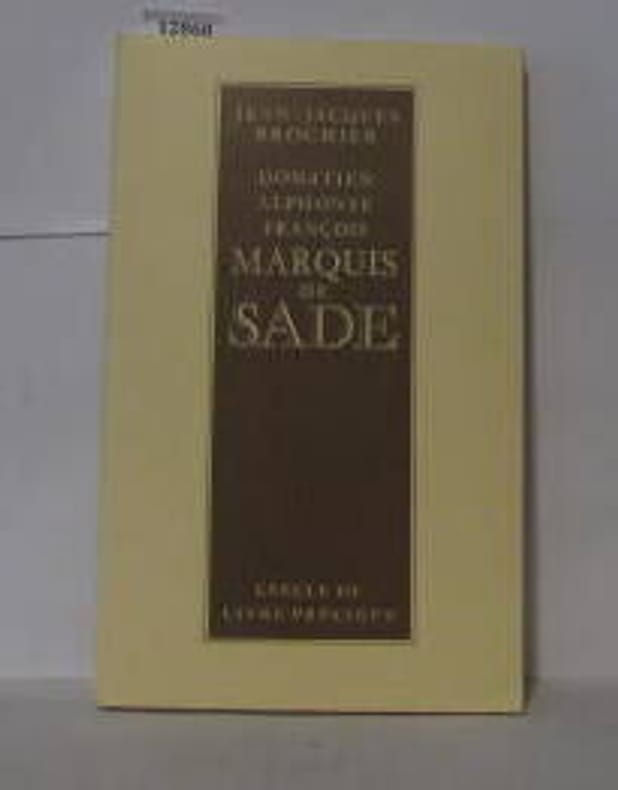 12860
JEAN-JACQUES
BROCHIER
DONATIEN
ALPHONSE
FRANÇOIS
MARQUIS
DE
SADE
CERCLE DU
LIVRE PRÉCIEUX